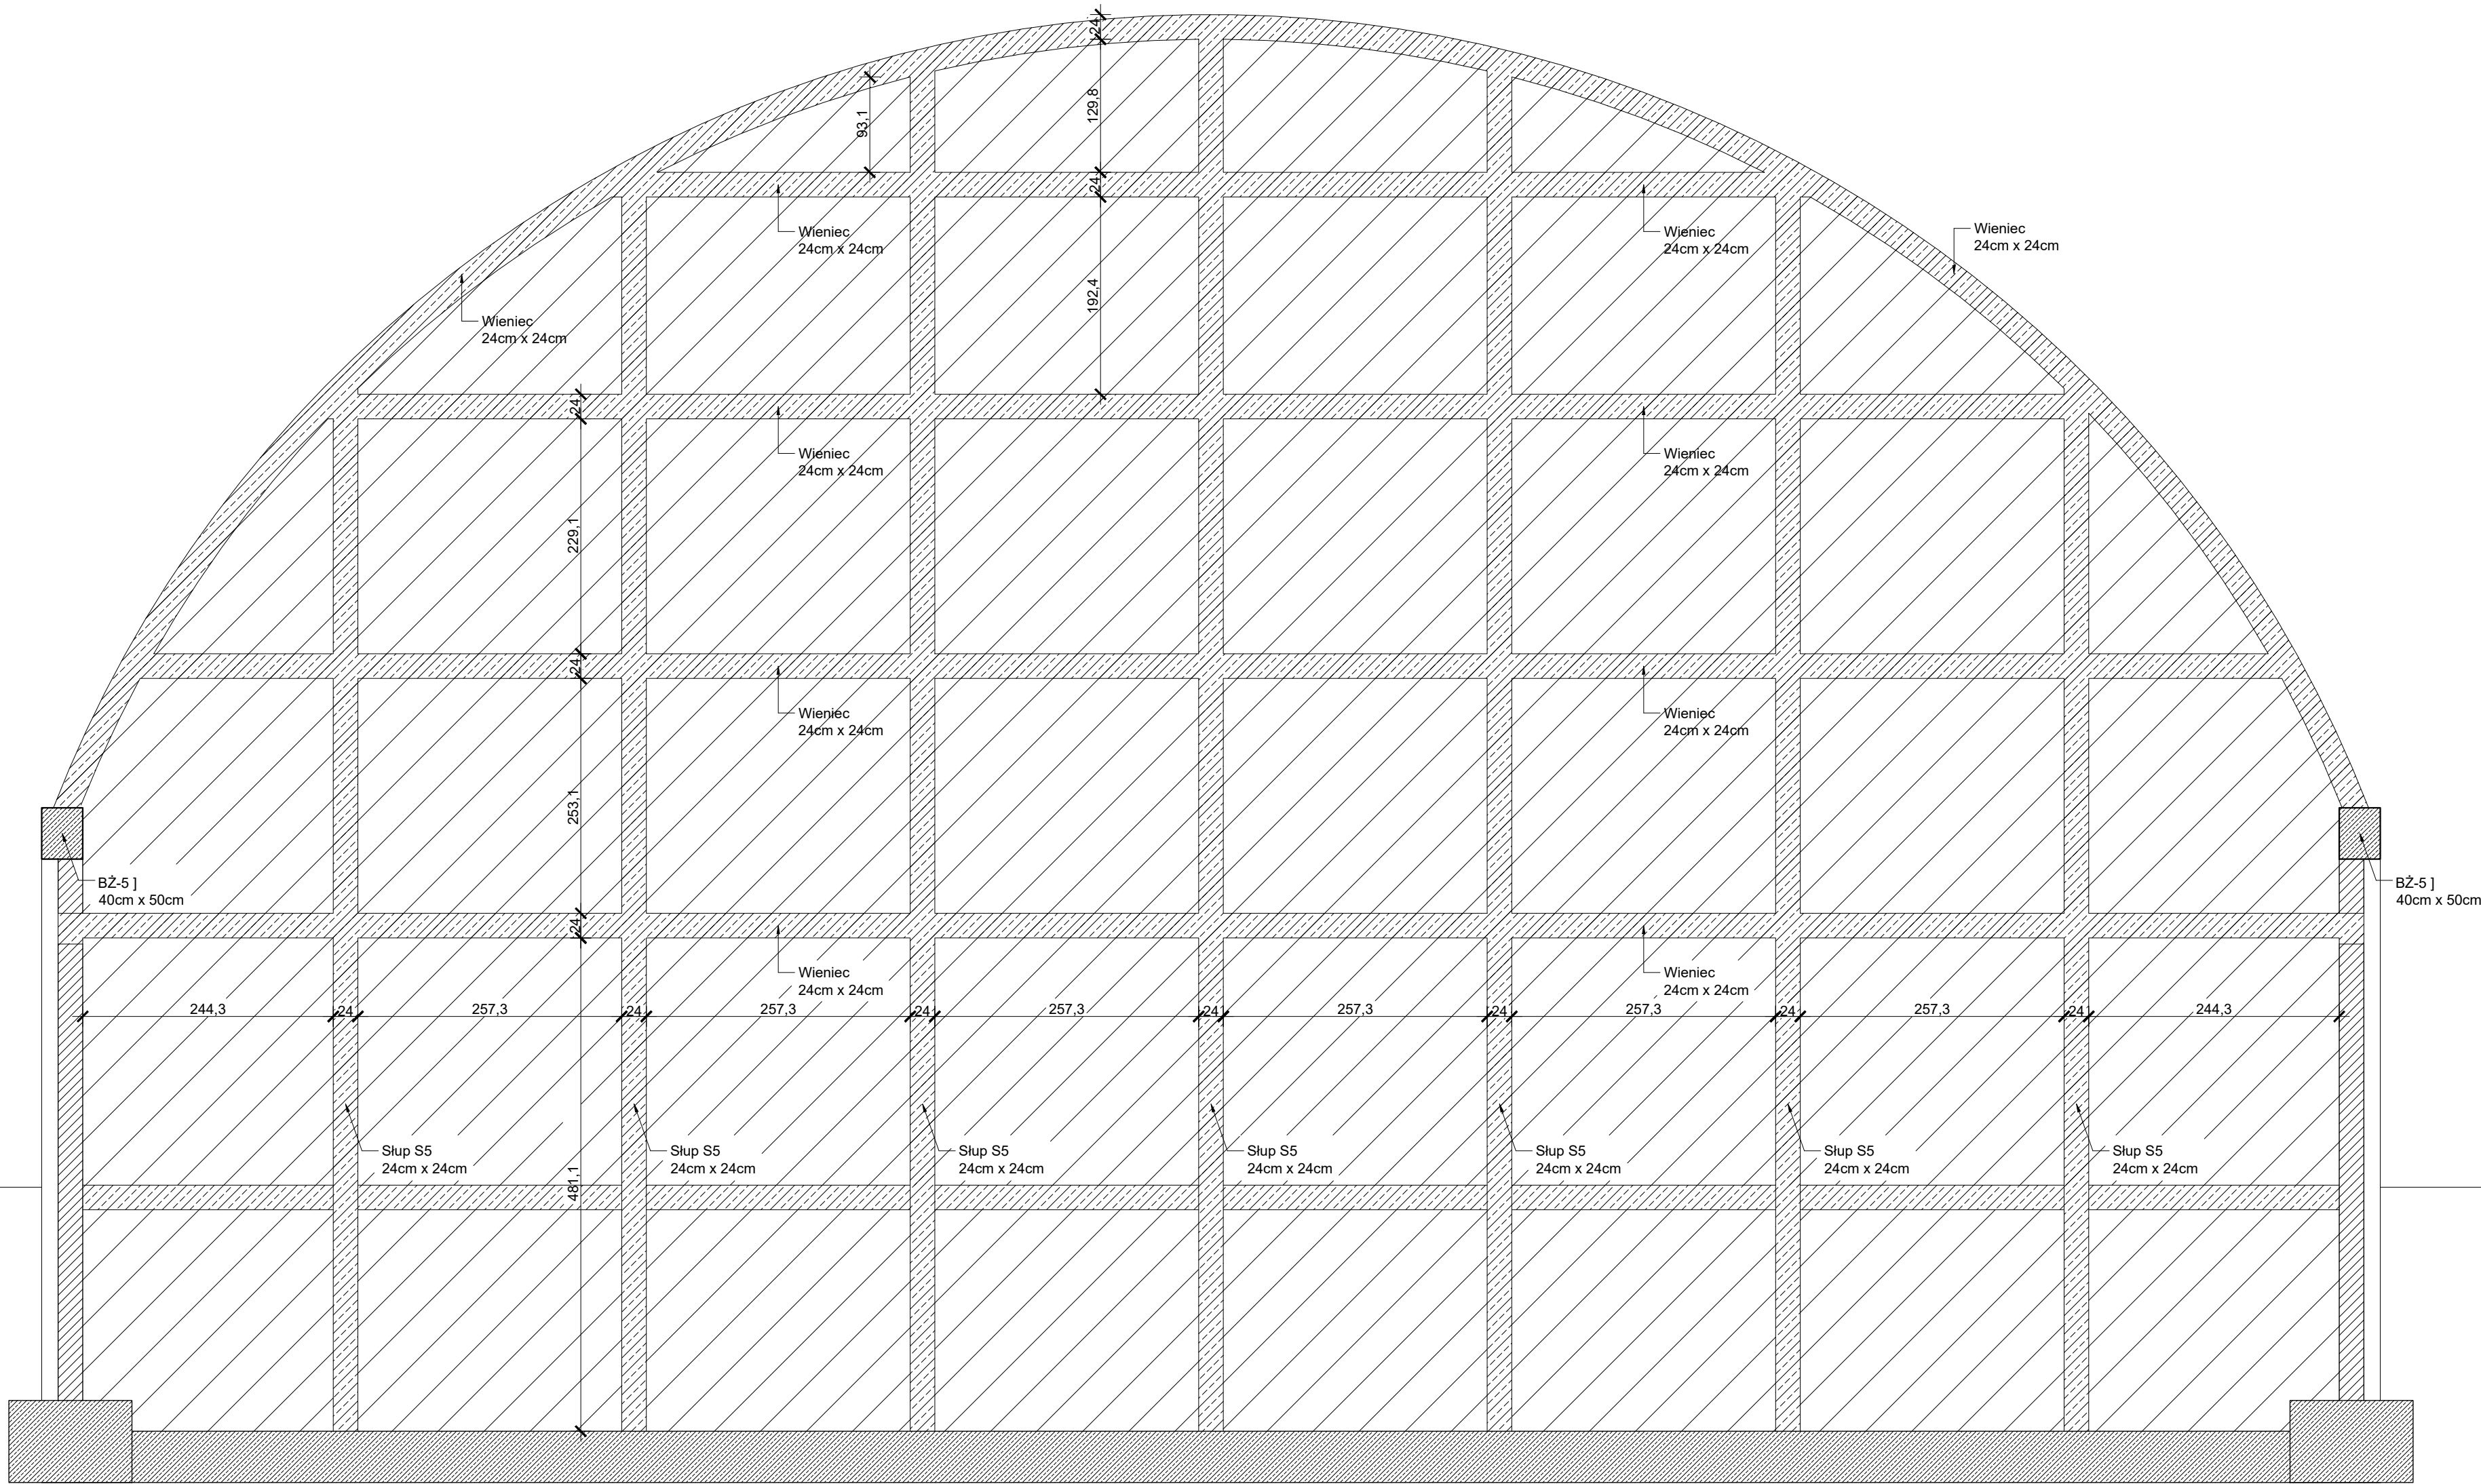 24
93,1
129,8
24
Wieniec
24cm x 24cm
Wieniec
24cm x 24cm
Wieniec
24cm x 24cm
192,4
Wieniec
24cm x 24cm
24
Wieniec
24cm x 24cm
Wieniec
24cm x 24cm
229,1
24
Wieniec
24cm x 24cm
Wieniec
24cm x 24cm
253,1
BŻ-5 ]
40cm x 50cm
BŻ-5 ]
40cm x 50cm
24
Wieniec
24cm x 24cm
Wieniec
24cm x 24cm
244,3
24
257,3
24
257,3
24
257,3
24
257,3
24
257,3
24
257,3
24
244,3
Słup S5
24cm x 24cm
Słup S5
24cm x 24cm
Słup S5
24cm x 24cm
Słup S5
24cm x 24cm
Słup S5
24cm x 24cm
Słup S5
24cm x 24cm
Słup S5
24cm x 24cm
481,1